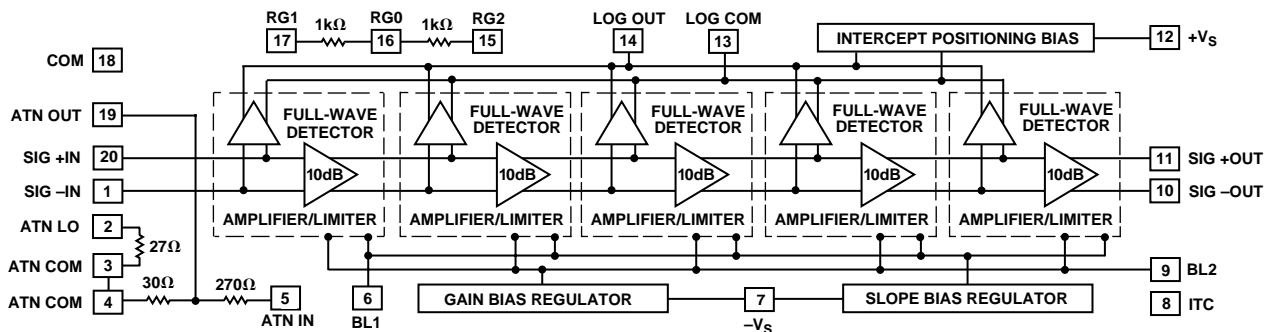 RG1 RG0 RG2 LOG OUT LOG COM
1kΩ 1kΩ
17 16 15 14 13 INTERCEPT POSITIONING BIAS 12 +VS
COM 18
ATN OUT 19
FULL-WAVE DETECTOR
FULL-WAVE DETECTOR
FULL-WAVE DETECTOR
FULL-WAVE DETECTOR
FULL-WAVE DETECTOR
SIG +IN 20
11 SIG +OUT
10dB 10dB 10dB 10dB 10dB
SIG –IN 1
10 SIG –OUT
AMPLIFIER/LIMITER AMPLIFIER/LIMITER AMPLIFIER/LIMITER AMPLIFIER/LIMITER AMPLIFIER/LIMITER
ATN LO 2
27Ω
ATN COM 3
9 BL2
30Ω 270Ω
ATN COM 4
5
ATN IN
6
BL1
GAIN BIAS REGULATOR 7 SLOPE BIAS REGULATOR
–VS
8 ITC